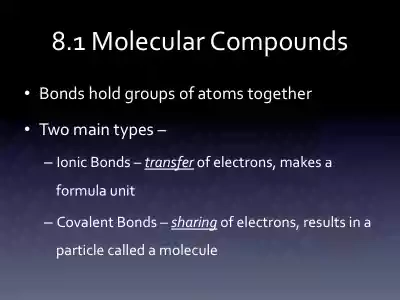 8.1 Molecular Compounds
• Bonds hold groups of atoms together
• Two main types –
– Ionic Bonds – transfer of electrons, makes a
formula unit
– Covalent Bonds – sharing of electrons, results in a
particle called a molecule